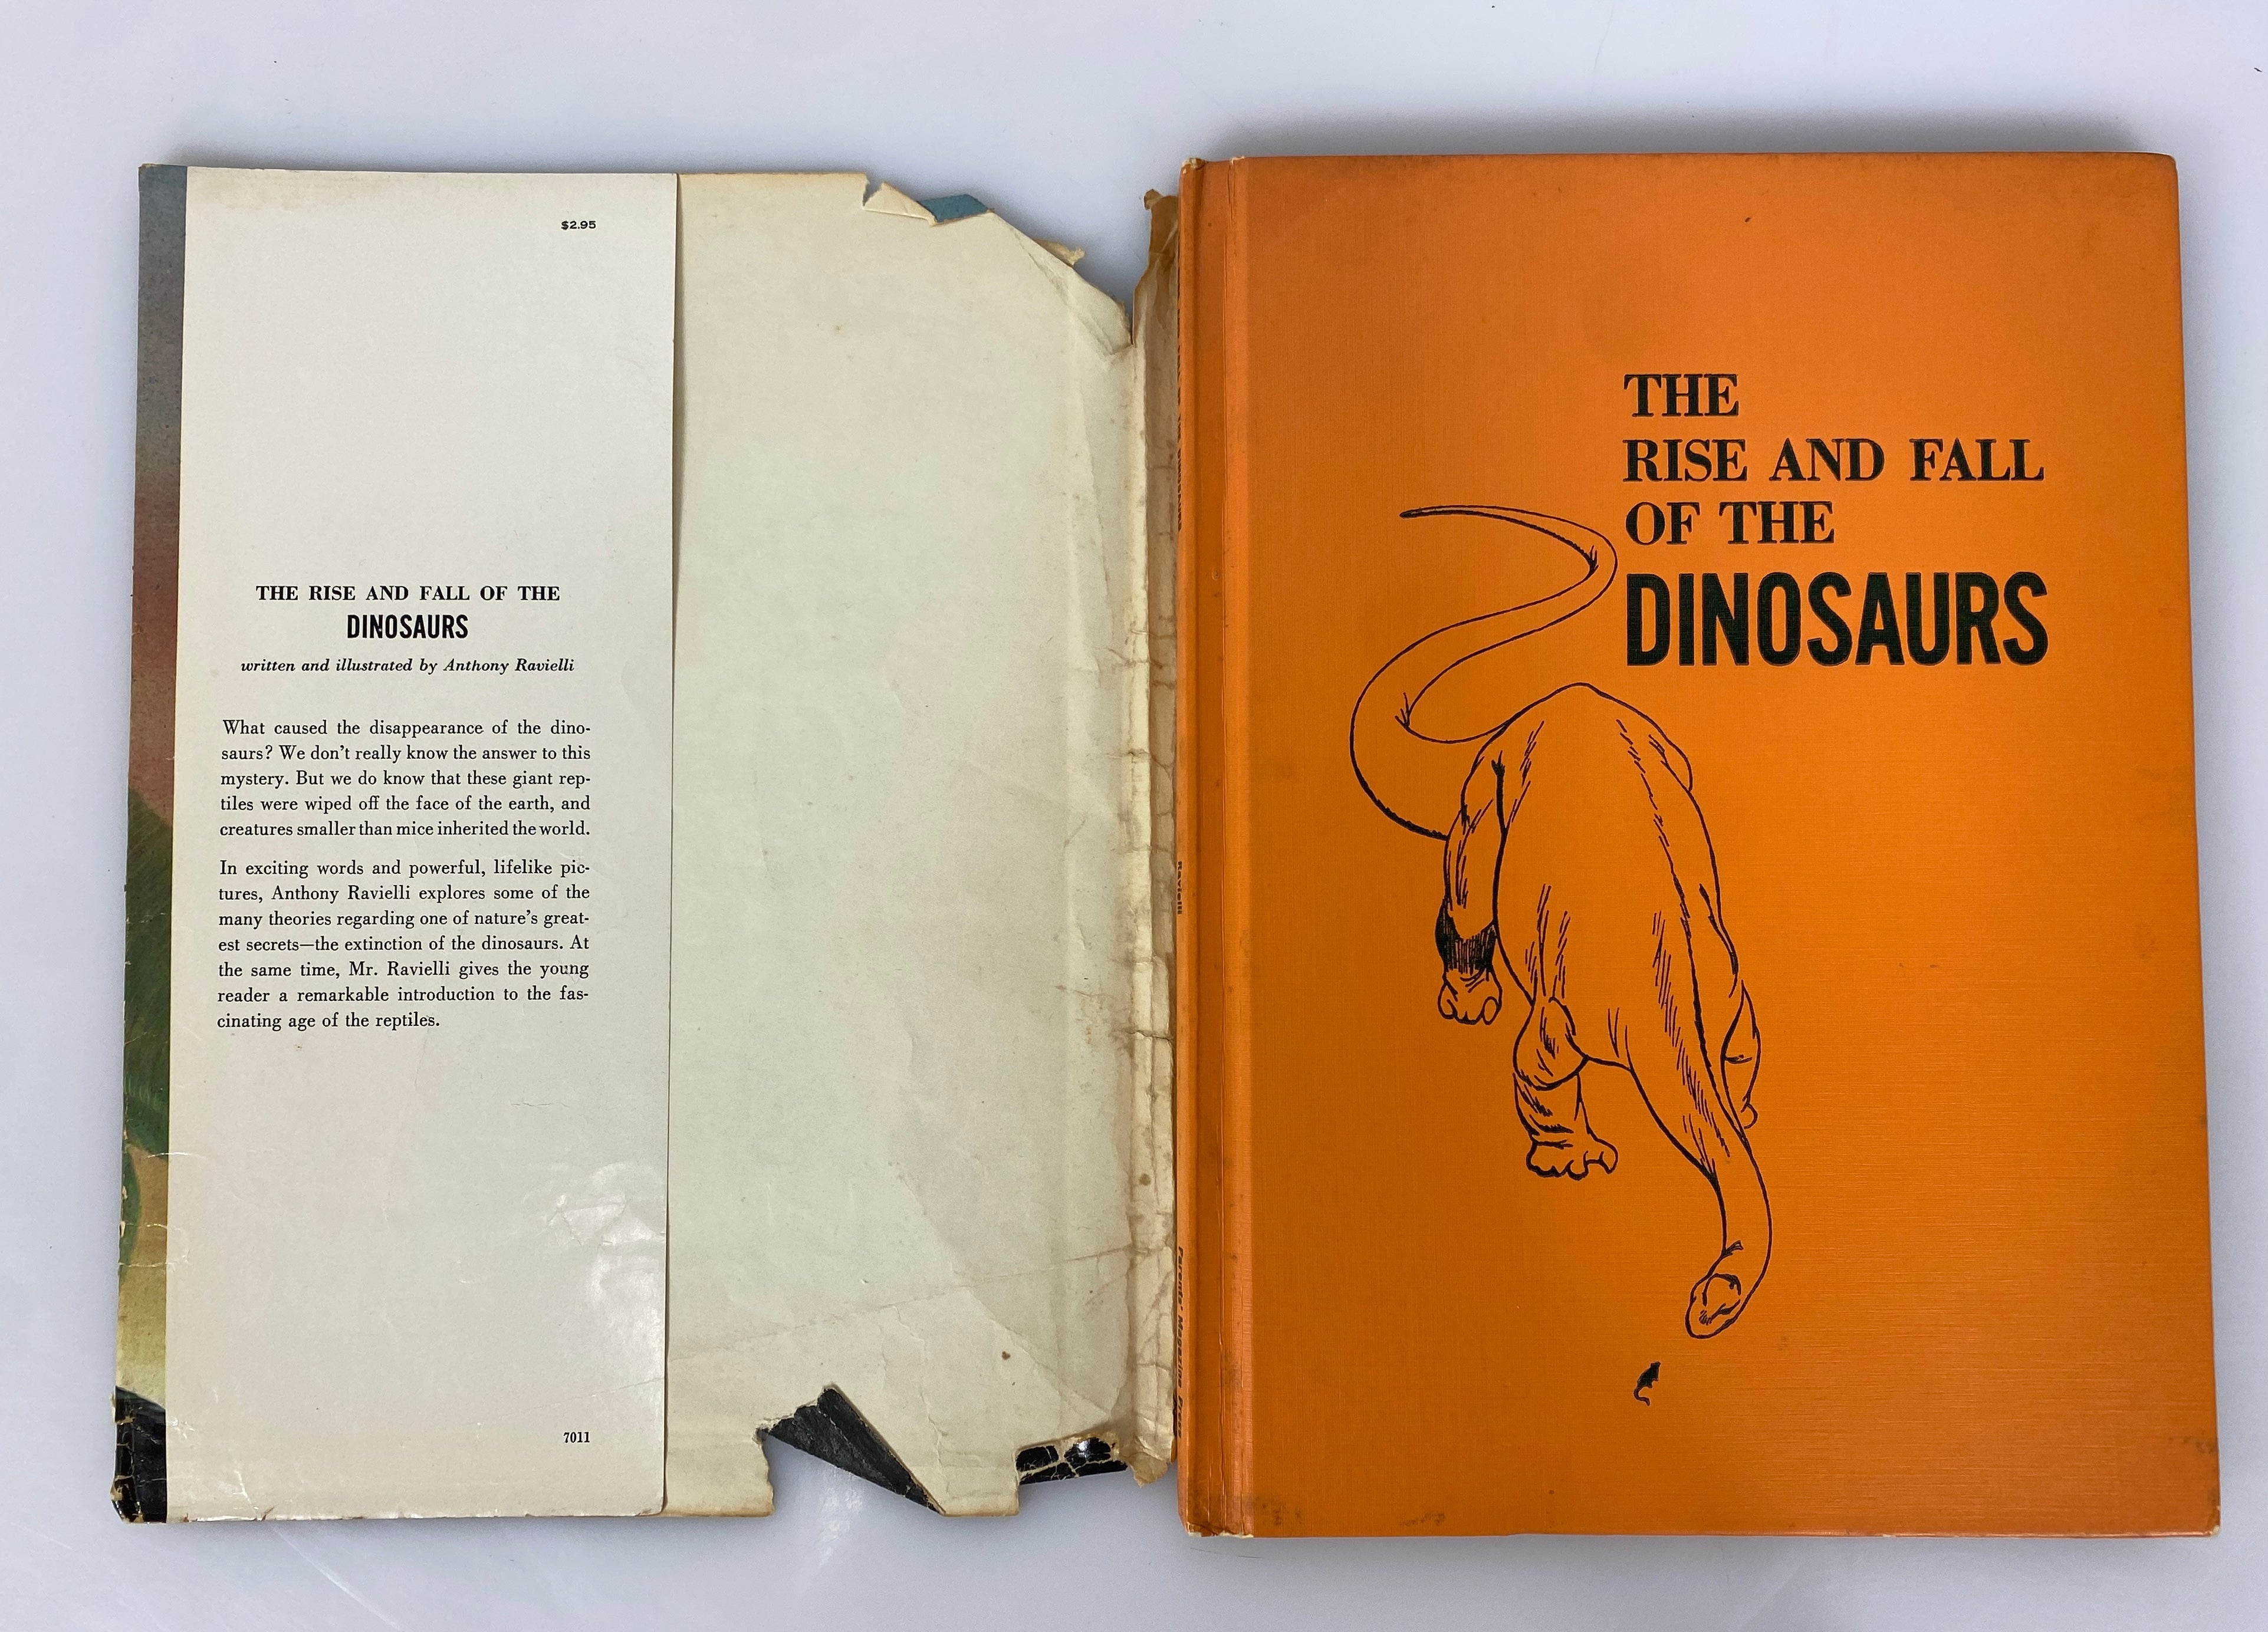 $2.95
THE RISE AND FALL OF THE
DINOSAURS
written and illustrated by Anthony Ravielli
What caused the disappearance of the dino-
saurs? We don't really know the answer to this
mystery. But we do know that these giant rep-
tiles were wiped off the face of the earth, and
creatures smaller than mice inherited the world.
In exciting words and powerful, lifelike pic-
tures, Anthony Ravielli explores some of the
many theories regarding one of nature's great-
est secrets—the extinction of the dinosaurs. At
the same time, Mr. Ravielli gives the young
reader a remarkable introduction to the fas-
cinating age of the reptiles.
7011
Ravielli
Parents' Magazine Press
THE
RISE AND FALL
OF THE
DINOSAURS